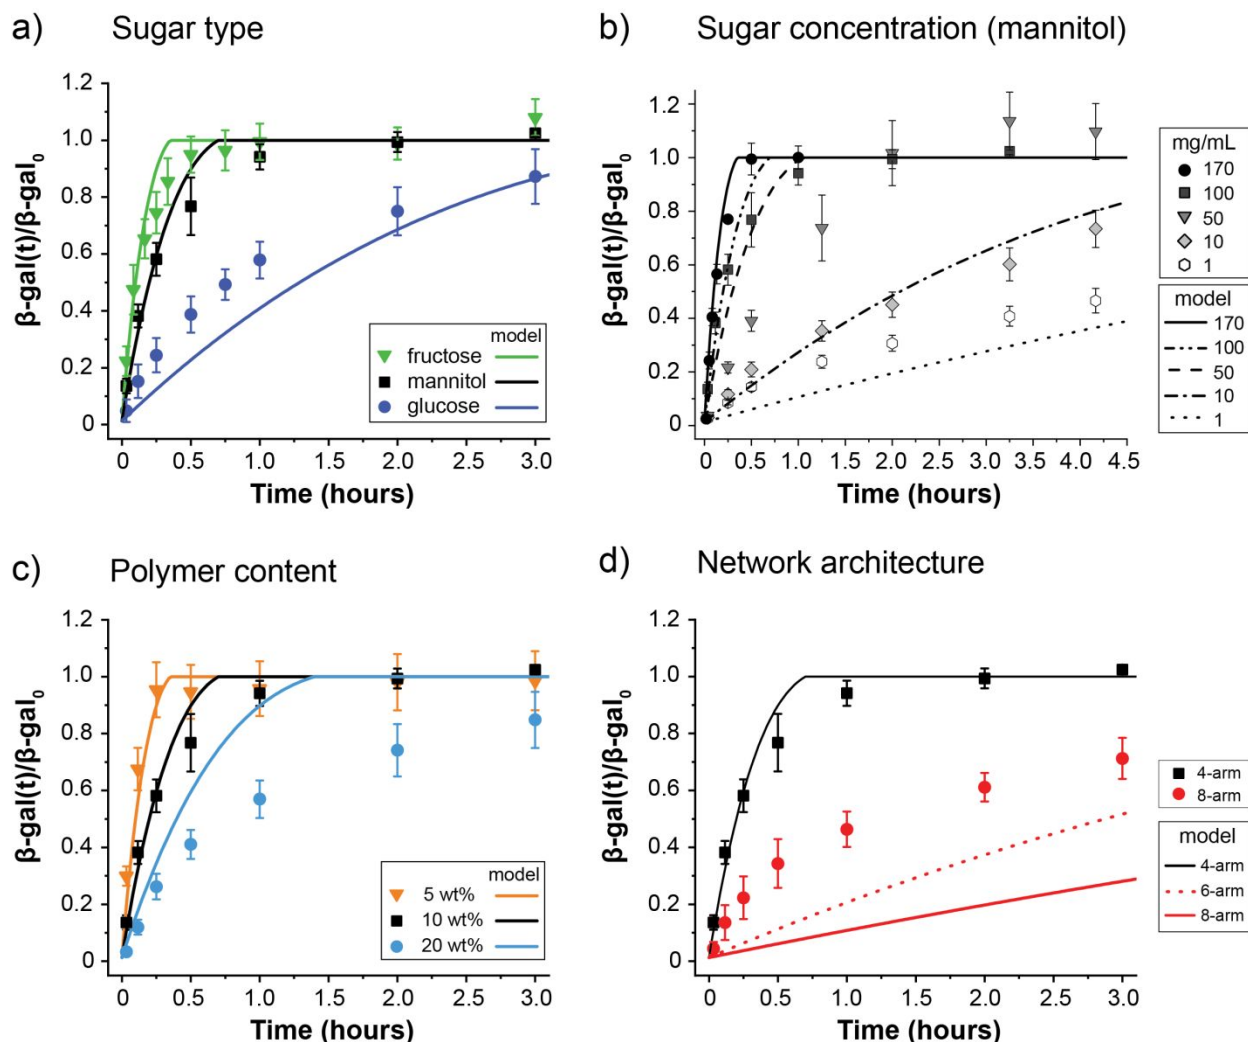 a) Sugar type
β-gal(t)/β-gal₀
1.2
1.0
0.8
0.6
0.4
0.2
0
0 0.5 1.0 1.5 2.0 2.5 3.0
Time (hours)
model
fructose
mannitol
glucose
b) Sugar concentration (mannitol)
β-gal(t)/β-gal₀
1.2
1.0
0.8
0.6
0.4
0.2
0
0 0.5 1.0 1.5 2.0 2.5 3.0 3.5 4.0 4.5
Time (hours)
mg/mL
170
100
50
10
1
model
170
100
50
10
1
c) Polymer content
β-gal(t)/β-gal₀
1.2
1.0
0.8
0.6
0.4
0.2
0
0 0.5 1.0 1.5 2.0 2.5 3.0
Time (hours)
model
5 wt%
10 wt%
20 wt%
d) Network architecture
β-gal(t)/β-gal₀
1.2
1.0
0.8
0.6
0.4
0.2
0
0 0.5 1.0 1.5 2.0 2.5 3.0
Time (hours)
4-arm
8-arm
model
4-arm
6-arm
8-arm